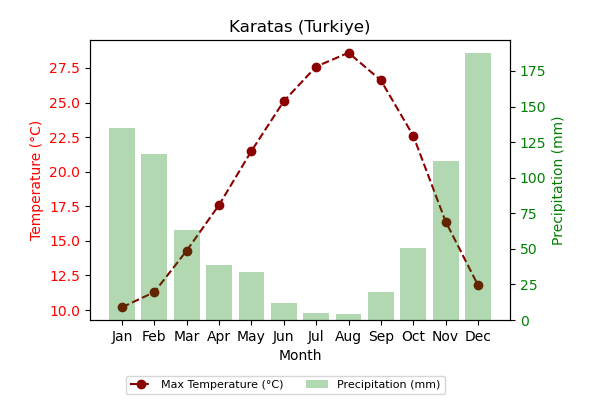 Karatas (Turkiye)
27.5
25.0
22.5
20.0
17.5
15.0
12.5
10.0
Temperature (°C)
175
150
125
100
75
50
25
0
Precipitation (mm)
Jan Feb Mar Apr May Jun Jul Aug Sep Oct Nov Dec
Month
Max Temperature (°C) Precipitation (mm)